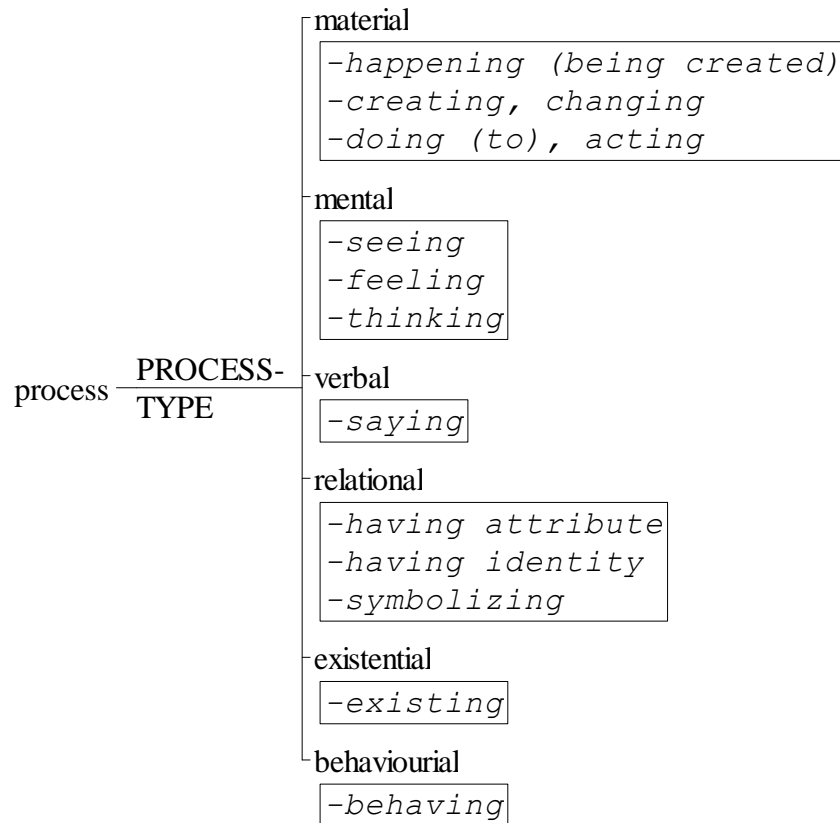 material
-happening (being created)
-creating, changing
-doing (to), acting
mental
-seeing
-feeling
-thinking
process
PROCESS-
TYPE
verbal
-saying
relational
-having attribute
-having identity
-symbolizing
existential
-existing
behaviourial
-behaving